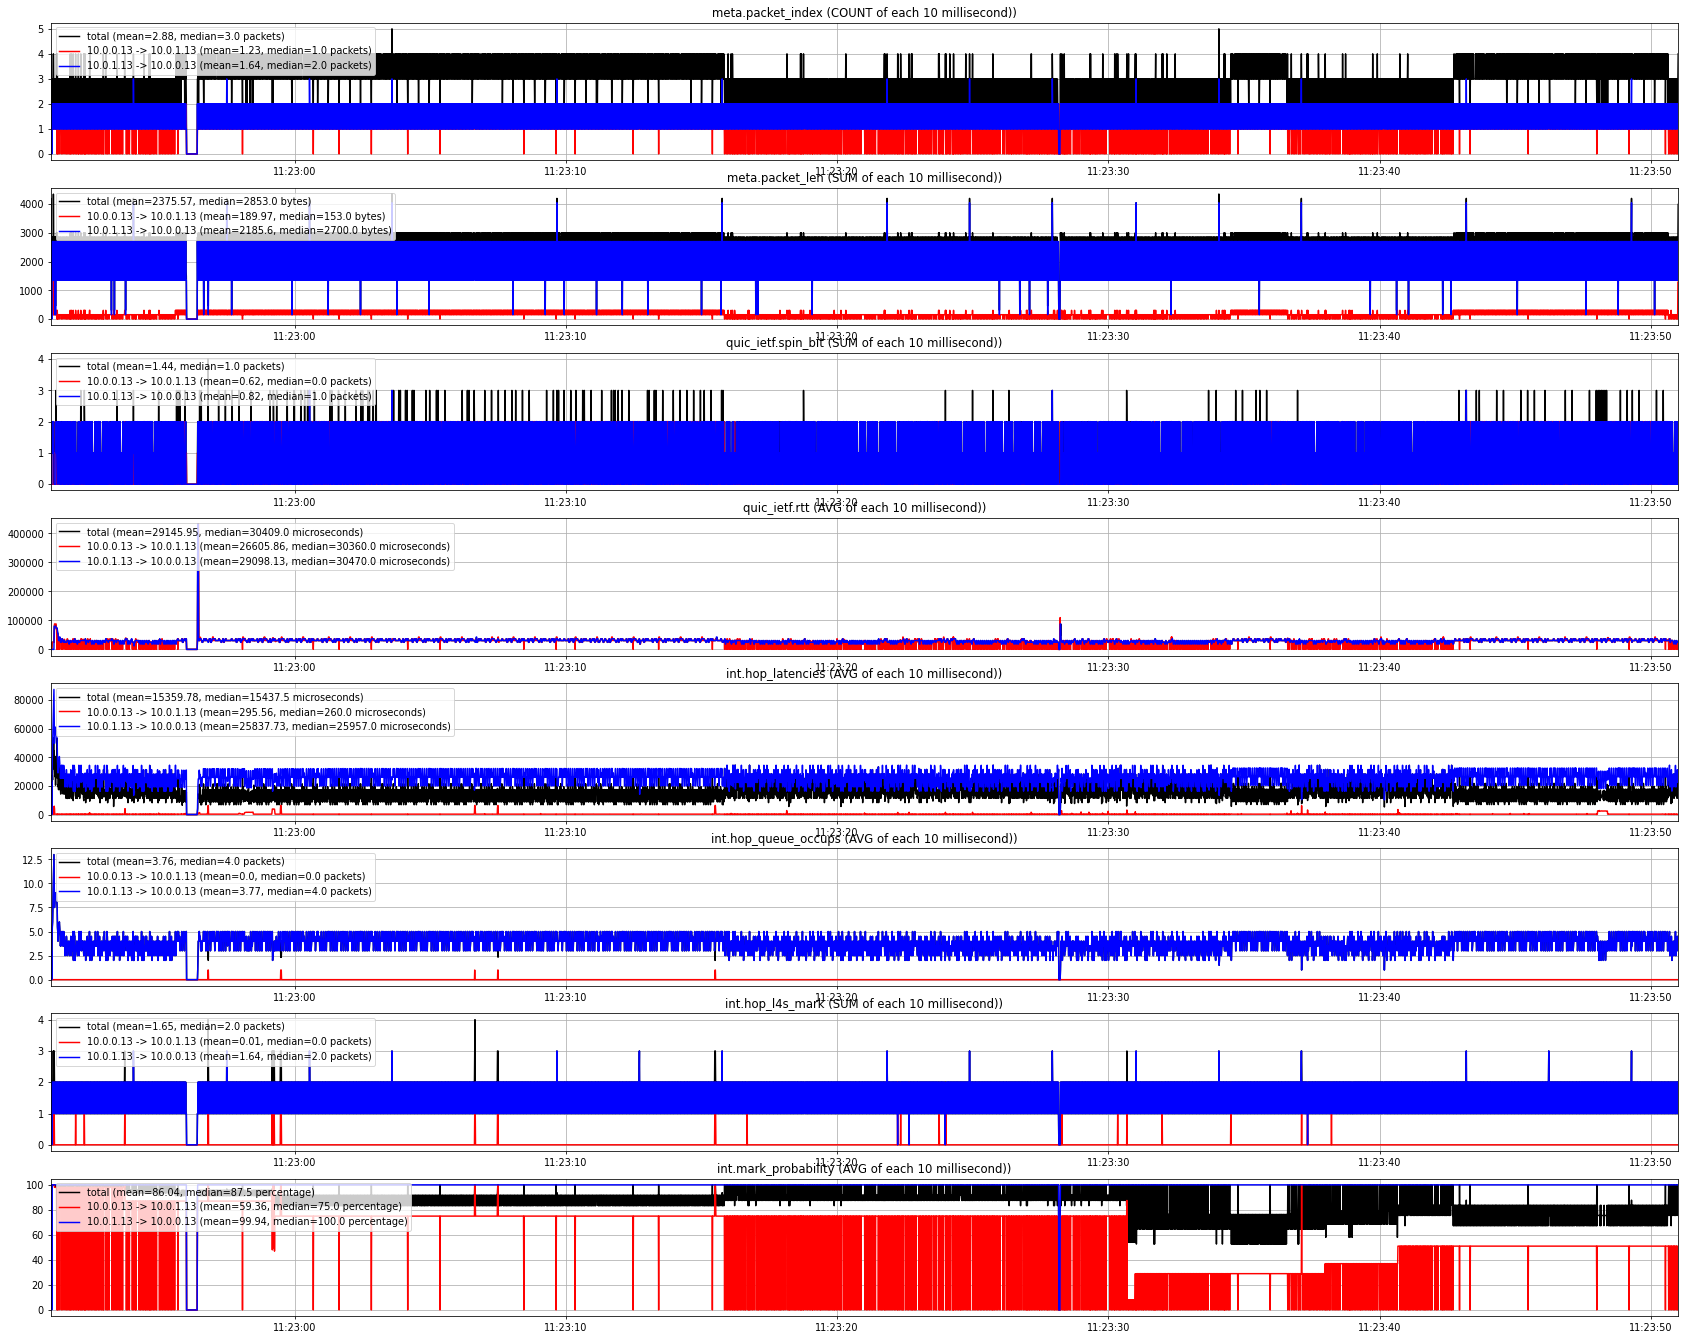 meta.packet_index (COUNT of each 10 millisecond))
5
4
3
2
1
0
total (mean=2.88, median=3.0 packets)
10.0.0.13 -> 10.0.1.13 (mean=1.23, median=1.0 packets)
10.0.1.13 -> 10.0.0.13 (mean=1.64, median=2.0 packets)
11:23:00 11:23:10 11:23:20 11:23:30 11:23:40 11:23:50
meta.packet_len (SUM of each 10 millisecond))
4000
3000
2000
1000
0
total (mean=2375.57, median=2853.0 bytes)
10.0.0.13 -> 10.0.1.13 (mean=189.97, median=153.0 bytes)
10.0.1.13 -> 10.0.0.13 (mean=2185.6, median=2700.0 bytes)
11:23:00 11:23:10 11:23:20 11:23:30 11:23:40 11:23:50
quic_ietf.spin_bit (SUM of each 10 millisecond))
4
3
2
1
0
total (mean=1.44, median=1.0 packets)
10.0.0.13 -> 10.0.1.13 (mean=0.62, median=0.0 packets)
10.0.1.13 -> 10.0.0.13 (mean=0.82, median=1.0 packets)
11:23:00 11:23:10 11:23:20 11:23:30 11:23:40 11:23:50
quic_ietf.rtt (AVG of each 10 millisecond))
400000
300000
200000
100000
0
total (mean=29145.95, median=30409.0 microseconds)
10.0.0.13 -> 10.0.1.13 (mean=26605.86, median=30360.0 microseconds)
10.0.1.13 -> 10.0.0.13 (mean=29098.13, median=30470.0 microseconds)
11:23:00 11:23:10 11:23:20 11:23:30 11:23:40 11:23:50
int.hop_latencies (AVG of each 10 millisecond))
80000
60000
40000
20000
0
total (mean=15359.78, median=15437.5 microseconds)
10.0.0.13 -> 10.0.1.13 (mean=295.56, median=260.0 microseconds)
10.0.1.13 -> 10.0.0.13 (mean=25837.73, median=25957.0 microseconds)
11:23:00 11:23:10 11:23:20 11:23:30 11:23:40 11:23:50
int.hop_queue_occups (AVG of each 10 millisecond))
12.5
10.0
7.5
5.0
2.5
0.0
total (mean=3.76, median=4.0 packets)
10.0.0.13 -> 10.0.1.13 (mean=0.0, median=0.0 packets)
10.0.1.13 -> 10.0.0.13 (mean=3.77, median=4.0 packets)
11:23:00 11:23:10 11:23:20 11:23:30 11:23:40 11:23:50
int.hop_l4s_mark (SUM of each 10 millisecond))
4
3
2
1
0
total (mean=1.65, median=2.0 packets)
10.0.0.13 -> 10.0.1.13 (mean=0.01, median=0.0 packets)
10.0.1.13 -> 10.0.0.13 (mean=1.64, median=2.0 packets)
11:23:00 11:23:10 11:23:20 11:23:30 11:23:40 11:23:50
int.mark_probability (AVG of each 10 millisecond))
100
80
60
40
20
0
total (mean=86.04, median=87.5 percentage)
10.0.0.13 -> 10.0.1.13 (mean=59.36, median=75.0 percentage)
10.0.1.13 -> 10.0.0.13 (mean=99.94, median=100.0 percentage)
11:23:00 11:23:10 11:23:20 11:23:30 11:23:40 11:23:50